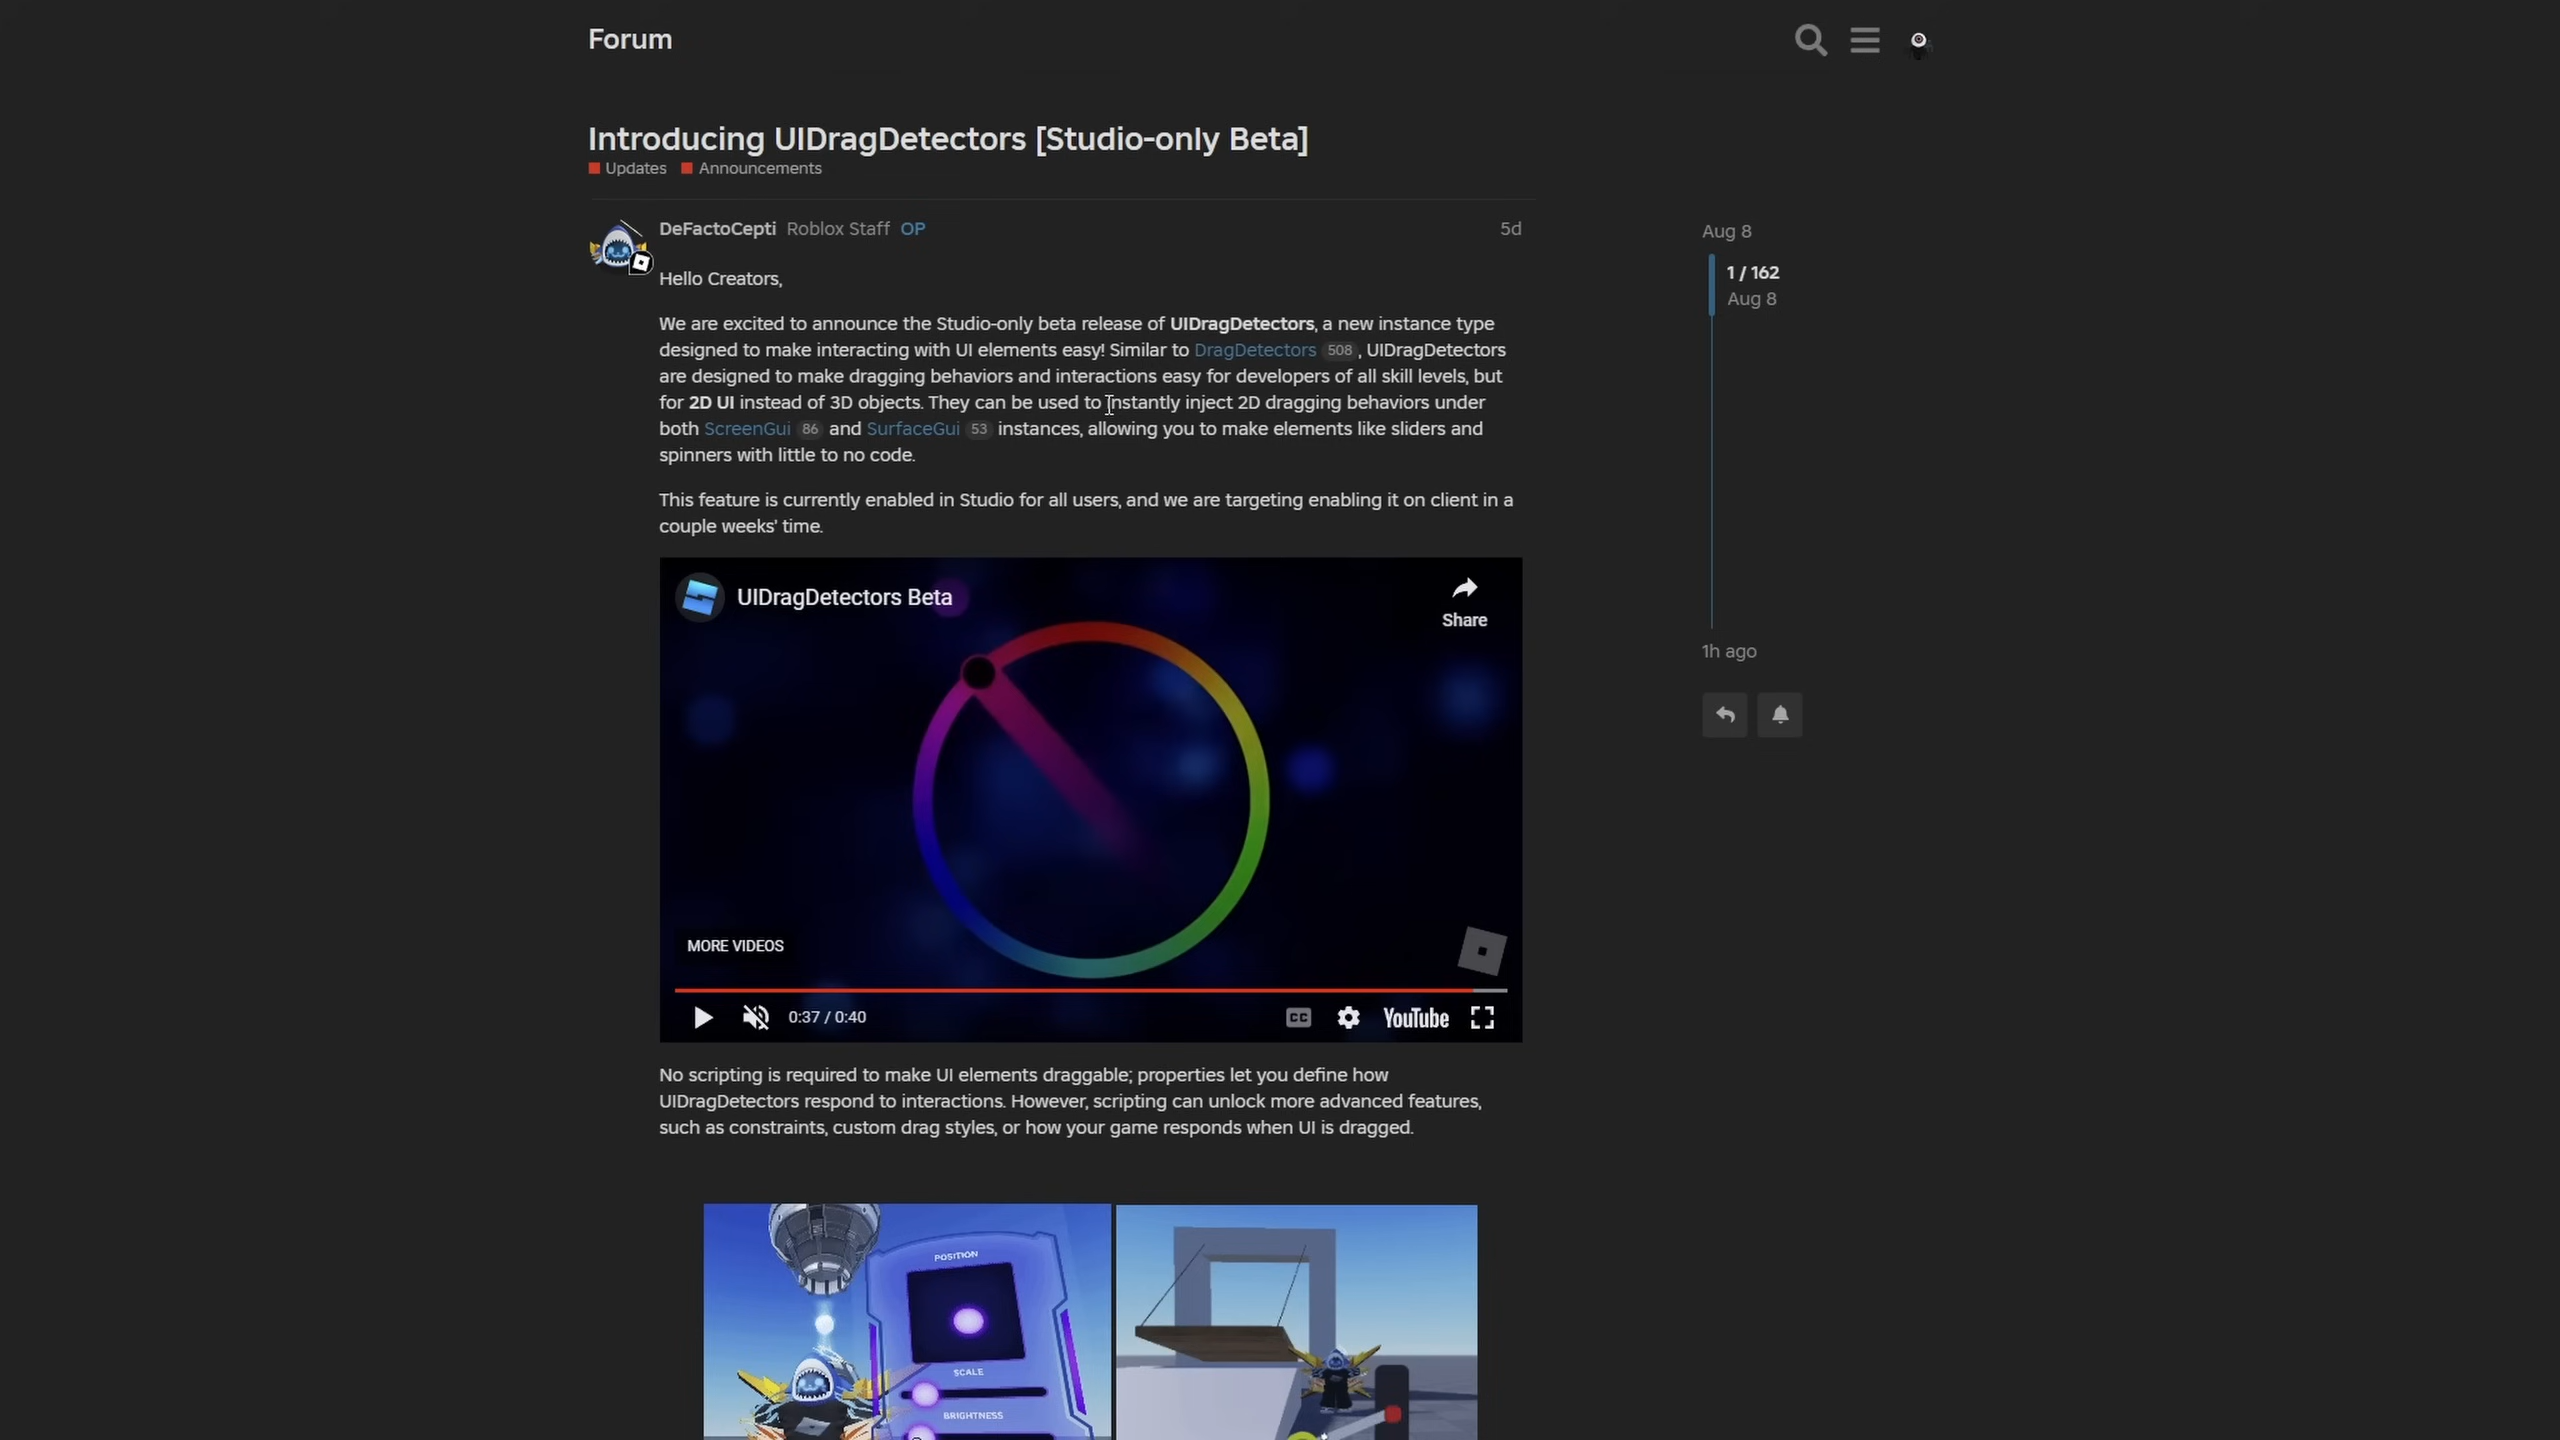 Forum
Introducing UIDragDetectors [Studio-only Beta]
Updates Announcements
DeFactoCepti Roblox Staff OP 5d
Hello Creators,
We are excited to announce the Studio-only beta release of UIDragDetectors, a new instance type
designed to make interacting with UI elements easy! Similar to DragDetectors 508, UIDragDetectors
are designed to make dragging behaviors and interactions easy for developers of all skill levels, but
for 2D UI instead of 3D objects. They can be used to instantly inject 2D dragging behaviors under
both ScreenGui 86 and SurfaceGui 53 instances, allowing you to make elements like sliders and
spinners with little to no code.
This feature is currently enabled in Studio for all users, and we are targeting enabling it on client in a
couple weeks' time.
UIDragDetectors Beta
Share
MORE VIDEOS
0:37 / 0:40
CC
YouTube
No scripting is required to make UI elements draggable; properties let you define how
UIDragDetectors respond to interactions. However, scripting can unlock more advanced features,
such as constraints, custom drag styles, or how your game responds when UI is dragged.
POSITION
SCALE
BRIGHTNESS
Aug 8
1 / 162
Aug 8
1h ago